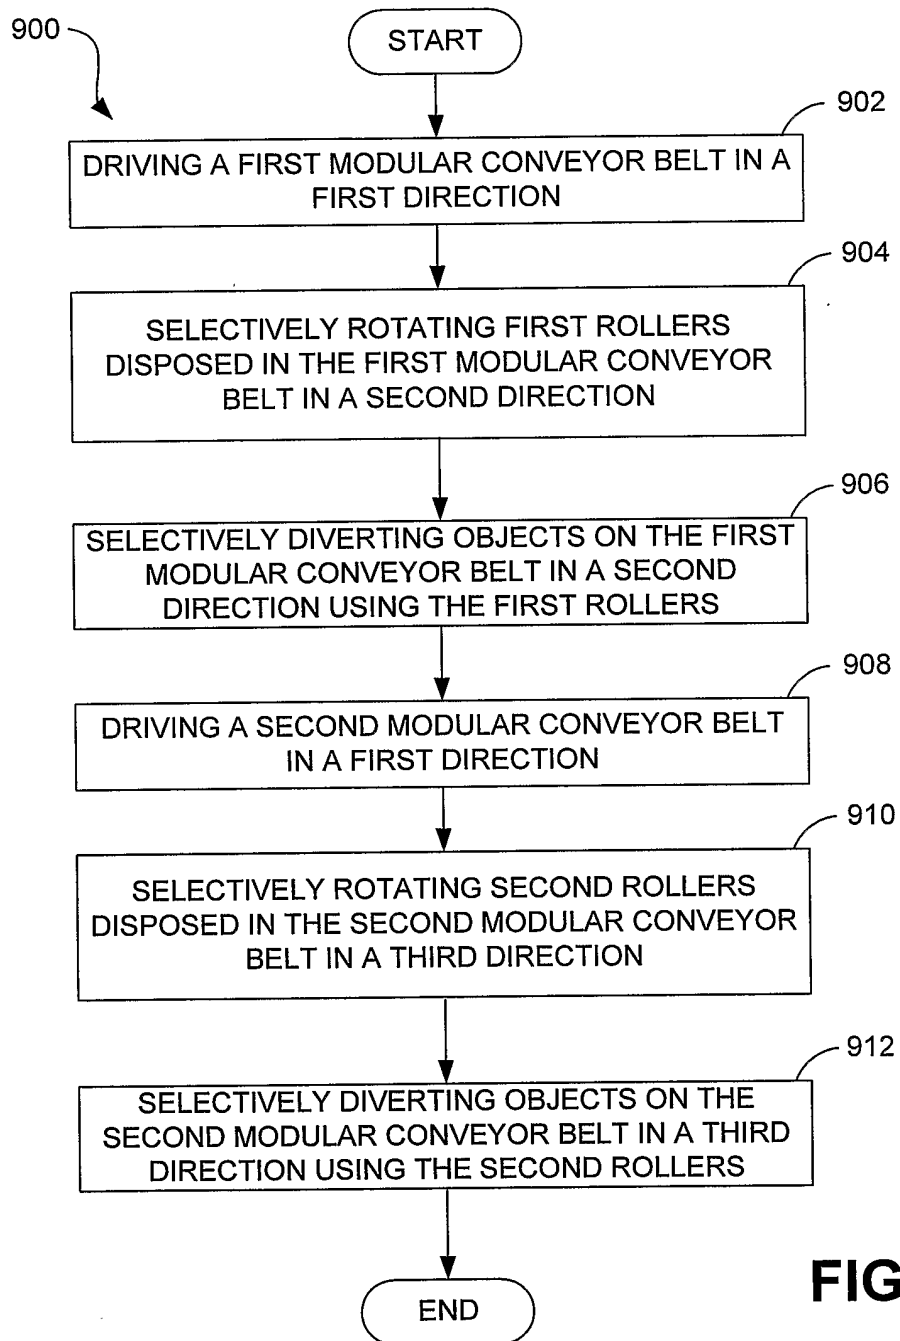 900
START
902
DRIVING A FIRST MODULAR CONVEYOR BELT IN A
FIRST DIRECTION
904
SELECTIVELY ROTATING FIRST ROLLERS
DISPOSED IN THE FIRST MODULAR CONVEYOR
BELT IN A SECOND DIRECTION
906
SELECTIVELY DIVERTING OBJECTS ON THE FIRST
MODULAR CONVEYOR BELT IN A SECOND
DIRECTION USING THE FIRST ROLLERS
908
DRIVING A SECOND MODULAR CONVEYOR BELT
IN A FIRST DIRECTION
910
SELECTIVELY ROTATING SECOND ROLLERS
DISPOSED IN THE SECOND MODULAR CONVEYOR
BELT IN A THIRD DIRECTION
912
SELECTIVELY DIVERTING OBJECTS ON THE
SECOND MODULAR CONVEYOR BELT IN A THIRD
DIRECTION USING THE SECOND ROLLERS
FIG
END